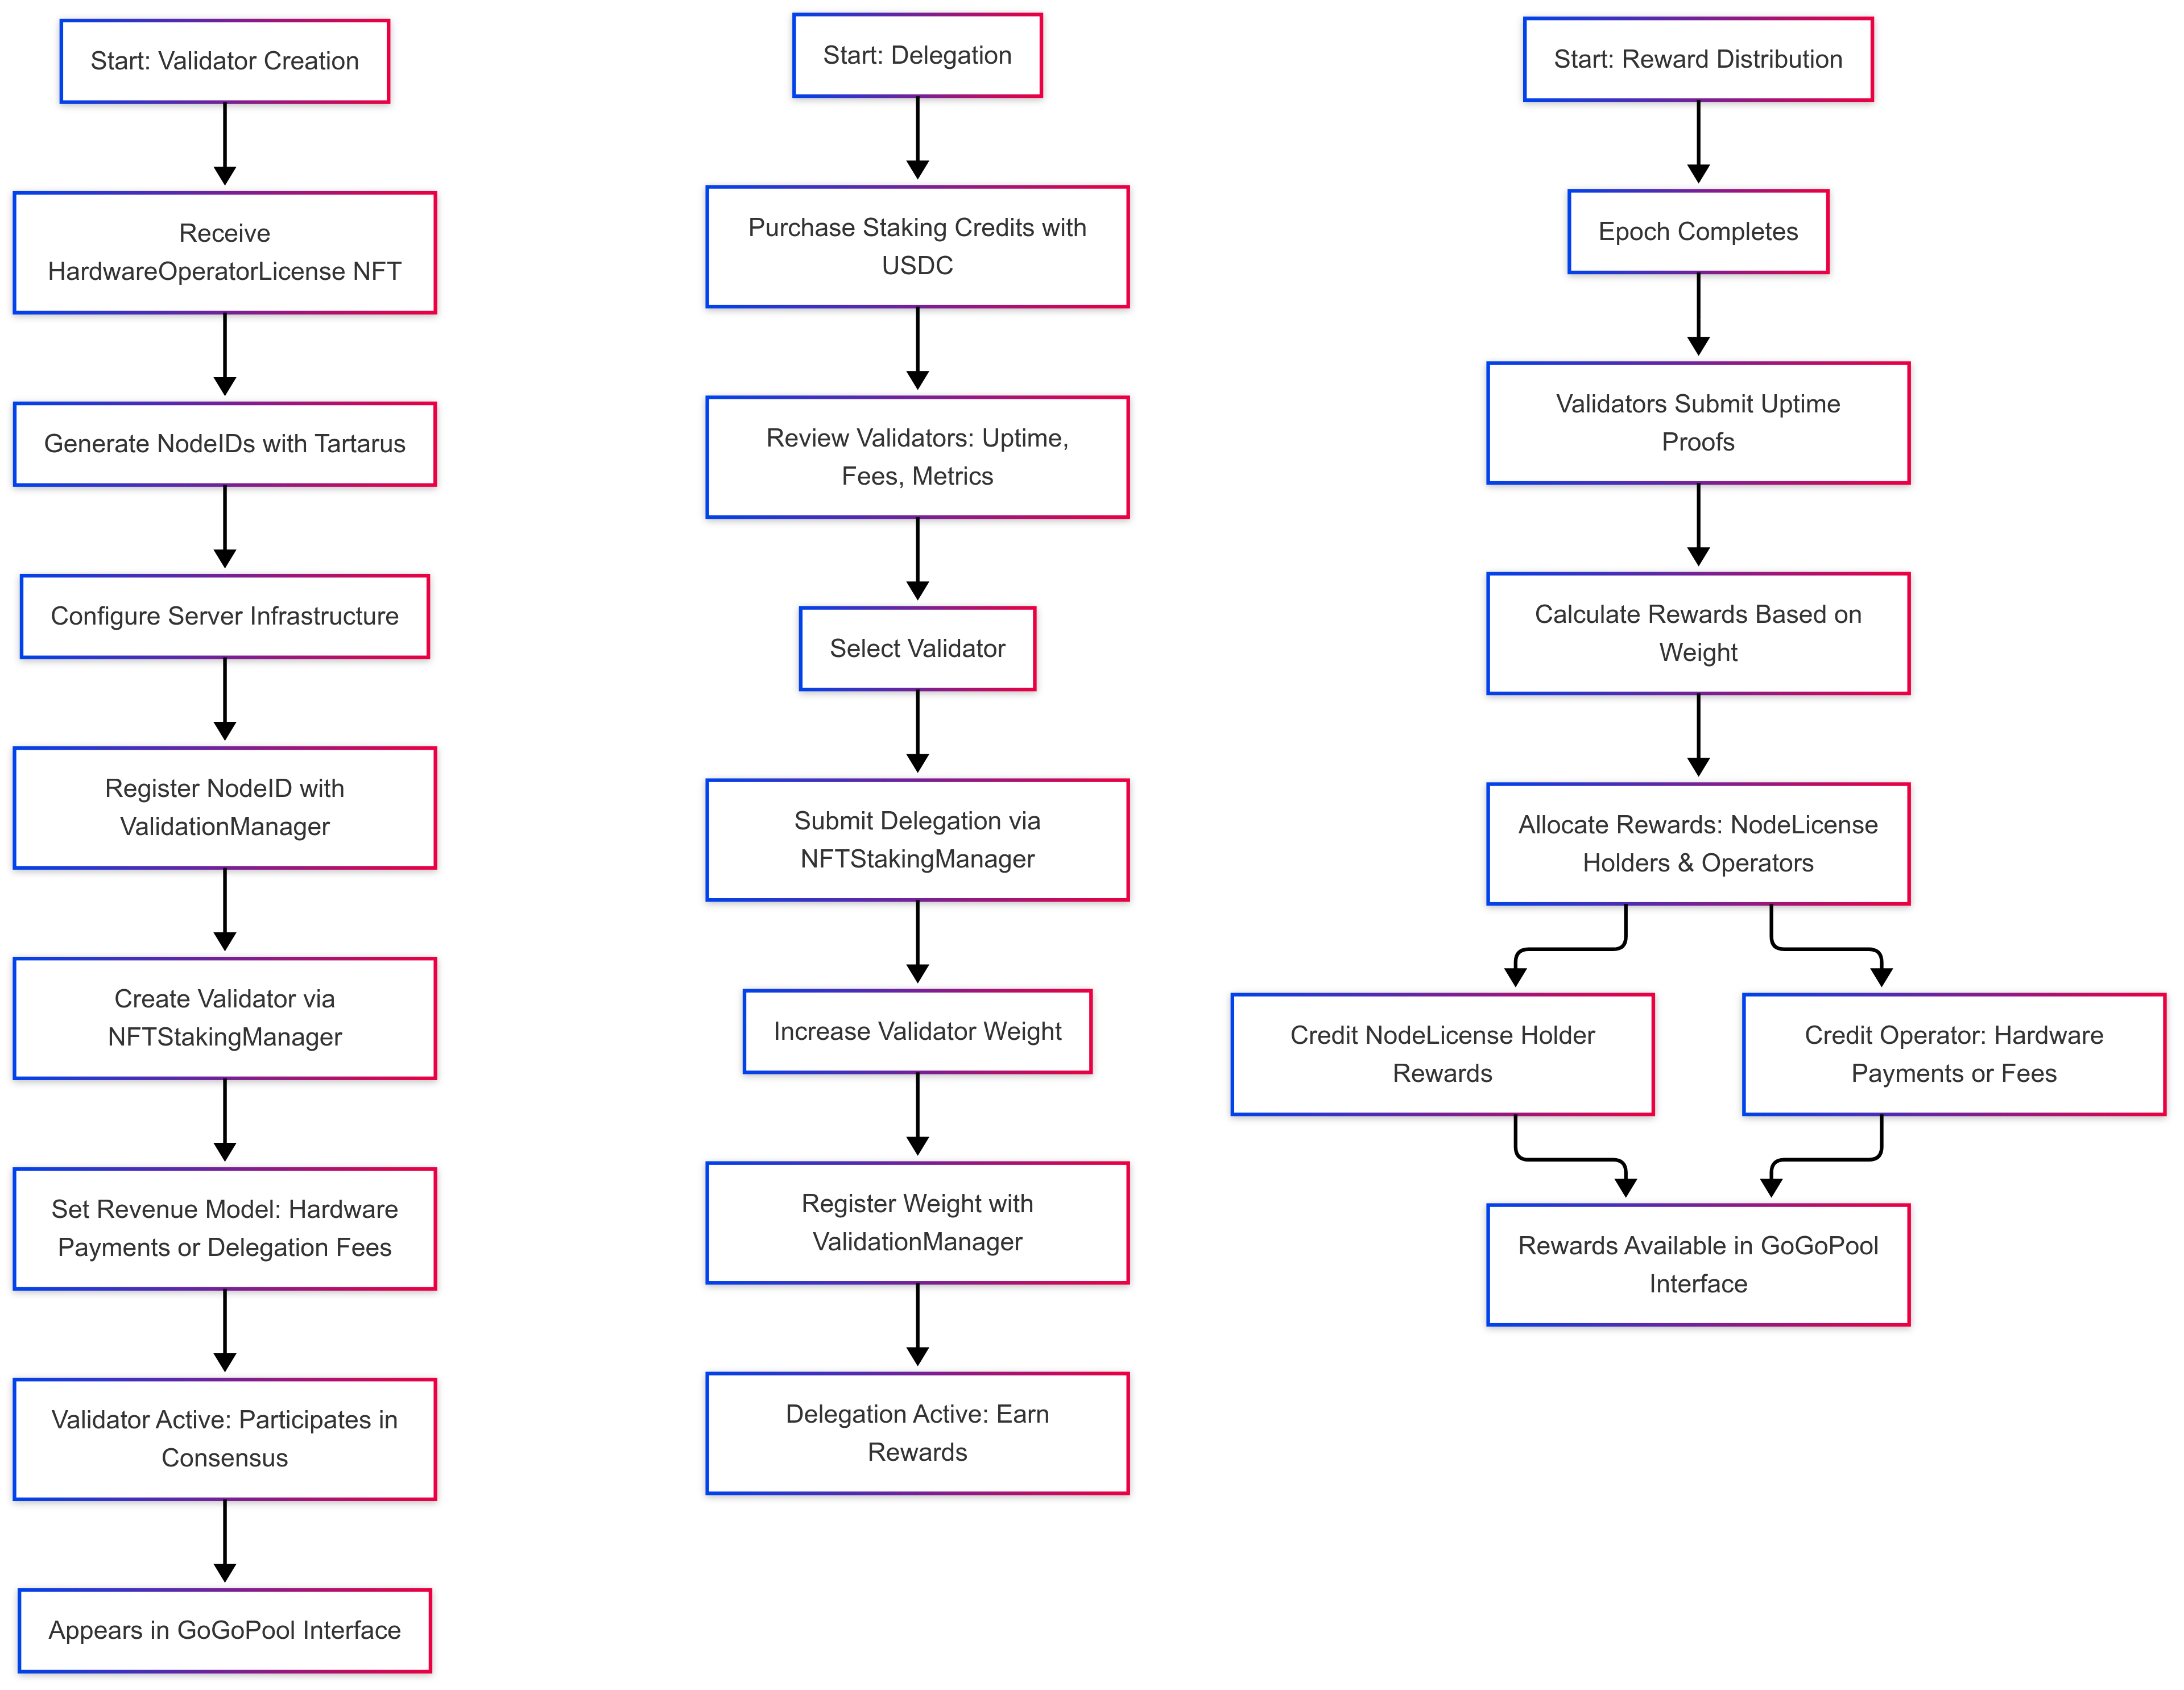 Start: Validator Creation
Receive
HardwareOperatorLicense NFT
Generate NodeIDs with Tartarus
Configure Server Infrastructure
Register NodeID with
ValidationManager
Create Validator via
NFTStakingManager
Set Revenue Model: Hardware
Payments or Delegation Fees
Validator Active: Participates in
Consensus
Appears in GoGoPool Interface
Start: Delegation
Purchase Staking Credits with
USDC
Review Validators: Uptime,
Fees, Metrics
Select Validator
Submit Delegation via
NFTStakingManager
Increase Validator Weight
Register Weight with
ValidationManager
Delegation Active: Earn
Rewards
Start: Reward Distribution
Epoch Completes
Validators Submit Uptime
Proofs
Calculate Rewards Based on
Weight
Allocate Rewards: NodeLicense
Holders & Operators
Credit NodeLicense Holder
Rewards
Credit Operator: Hardware
Payments or Fees
Rewards Available in GoGoPool
Interface